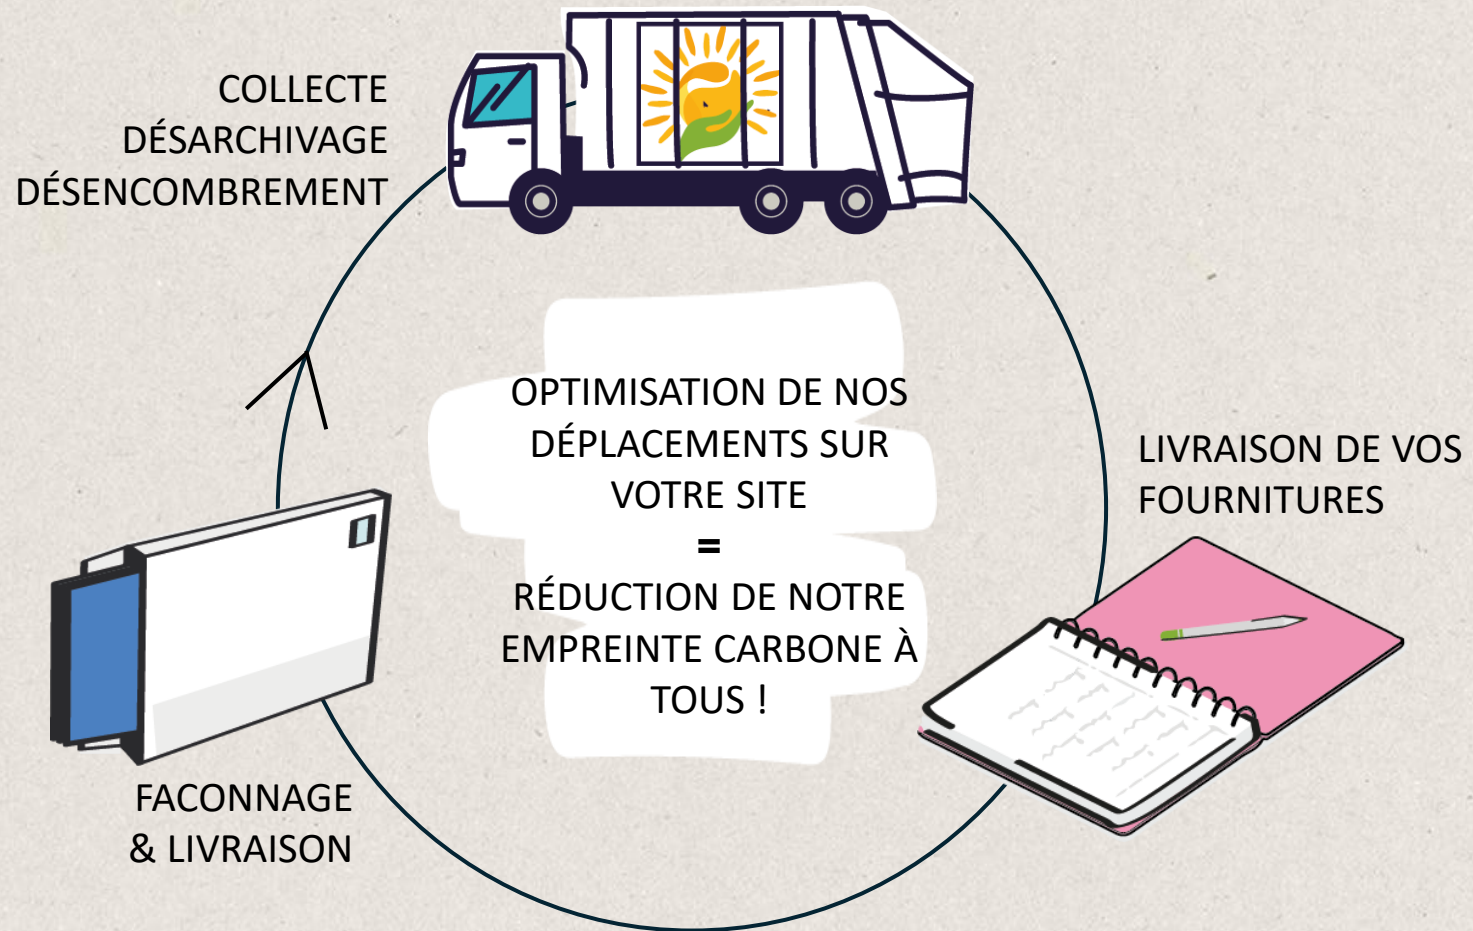 COLLECTE
DÉSARCHIVAGE
DÉSENCOMBREMENT
OPTIMISATION DE NOS
DÉPLACEMENTS SUR
VOTRE SITE
=
RÉDUCTION DE NOTRE
EMPREINTE CARBONE À
TOUS !
LIVRAISON DE VOS
FOURNITURES
FACONNAGE
& LIVRAISON